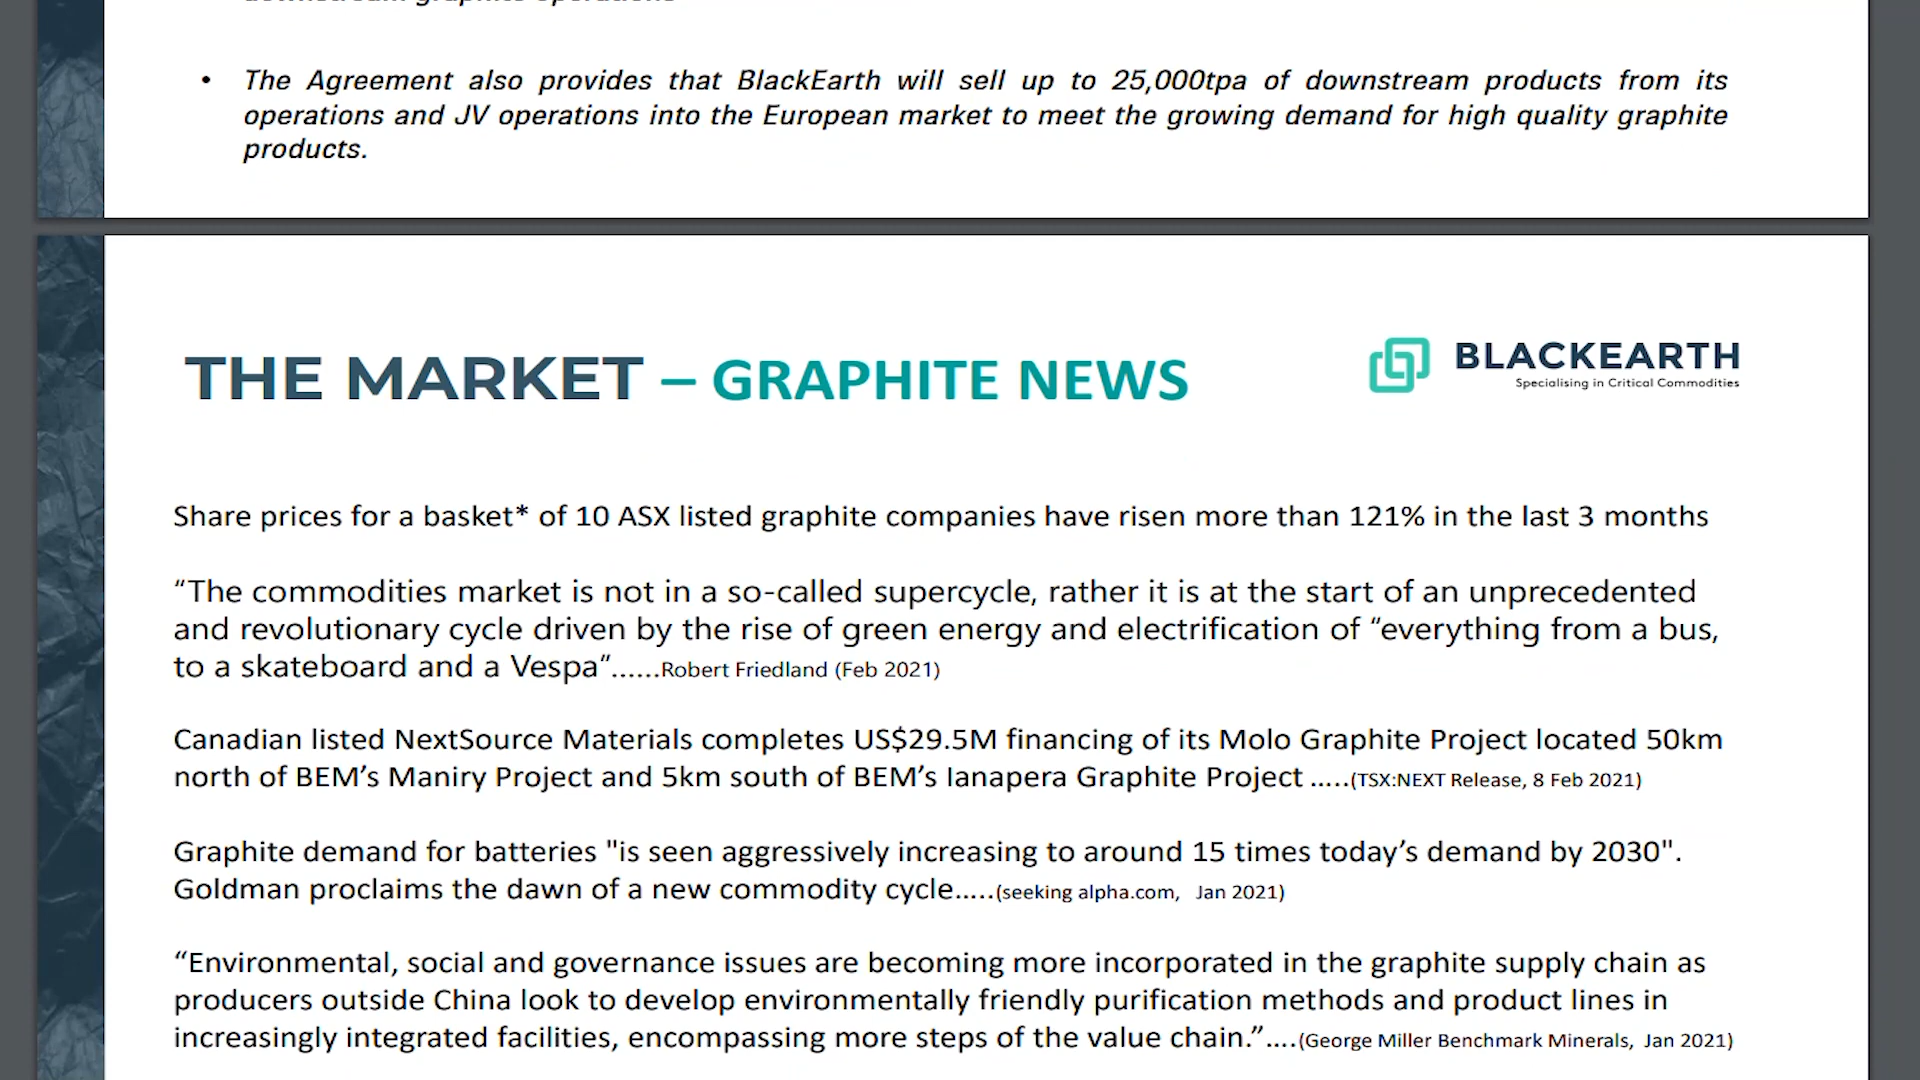 downstream graphite operations
• The Agreement also provides that BlackEarth will sell up to 25,000tpa of downstream products from its
operations and JV operations into the European market to meet the growing demand for high quality graphite
products.
THE MARKET – GRAPHITE NEWS
BLACKEARTH
Specialising in Critical Commodities
Share prices for a basket* of 10 ASX listed graphite companies have risen more than 121% in the last 3 months
“The commodities market is not in a so-called supercycle, rather it is at the start of an unprecedented
and revolutionary cycle driven by the rise of green energy and electrification of “everything from a bus,
to a skateboard and a Vespa”......Robert Friedland (Feb 2021)
Canadian listed NextSource Materials completes US$29.5M financing of its Molo Graphite Project located 50km
north of BEM’s Maniry Project and 5km south of BEM’s Ianapera Graphite Project .....(TSX:NEXT Release, 8 Feb 2021)
Graphite demand for batteries "is seen aggressively increasing to around 15 times today’s demand by 2030".
Goldman proclaims the dawn of a new commodity cycle.....(seeking alpha.com, Jan 2021)
“Environmental, social and governance issues are becoming more incorporated in the graphite supply chain as
producers outside China look to develop environmentally friendly purification methods and product lines in
increasingly integrated facilities, encompassing more steps of the value chain.”....(George Miller Benchmark Minerals, Jan 2021)